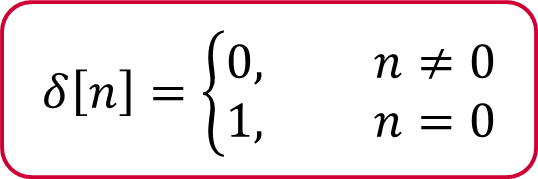 δ[n] = {0, n ≠ 0
1, n = 0